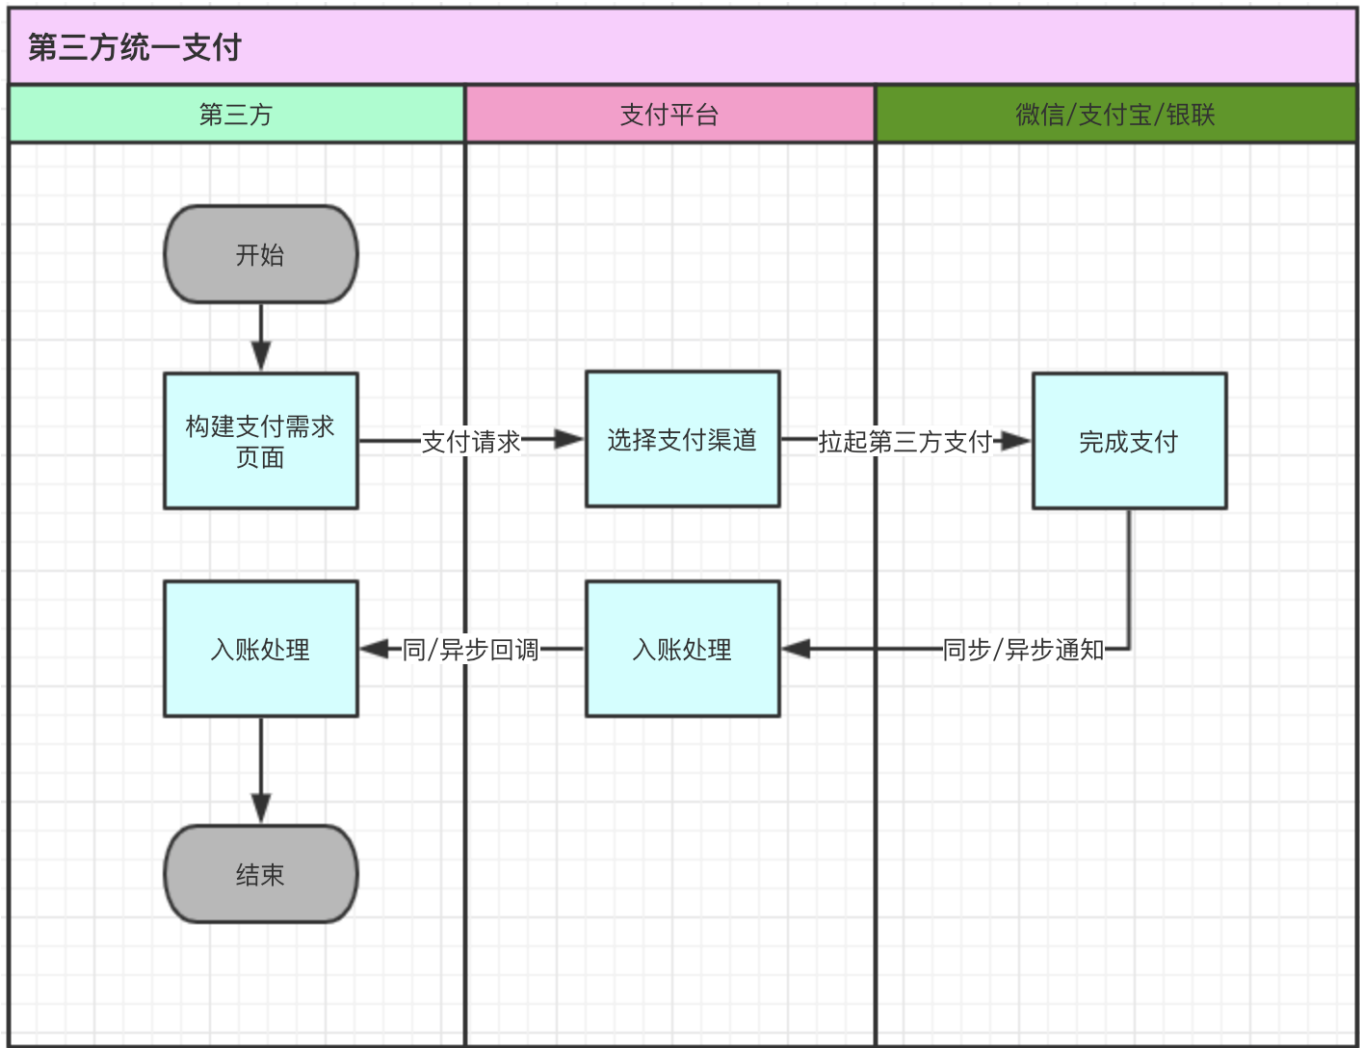 第三方统一支付
第三方
支付平台
微信/支付宝/银联
开始
构建支付需求
页面
支付请求
选择支付渠道
拉起第三方支付
完成支付
入账处理
同/异步回调
入账处理
同步/异步通知
结束